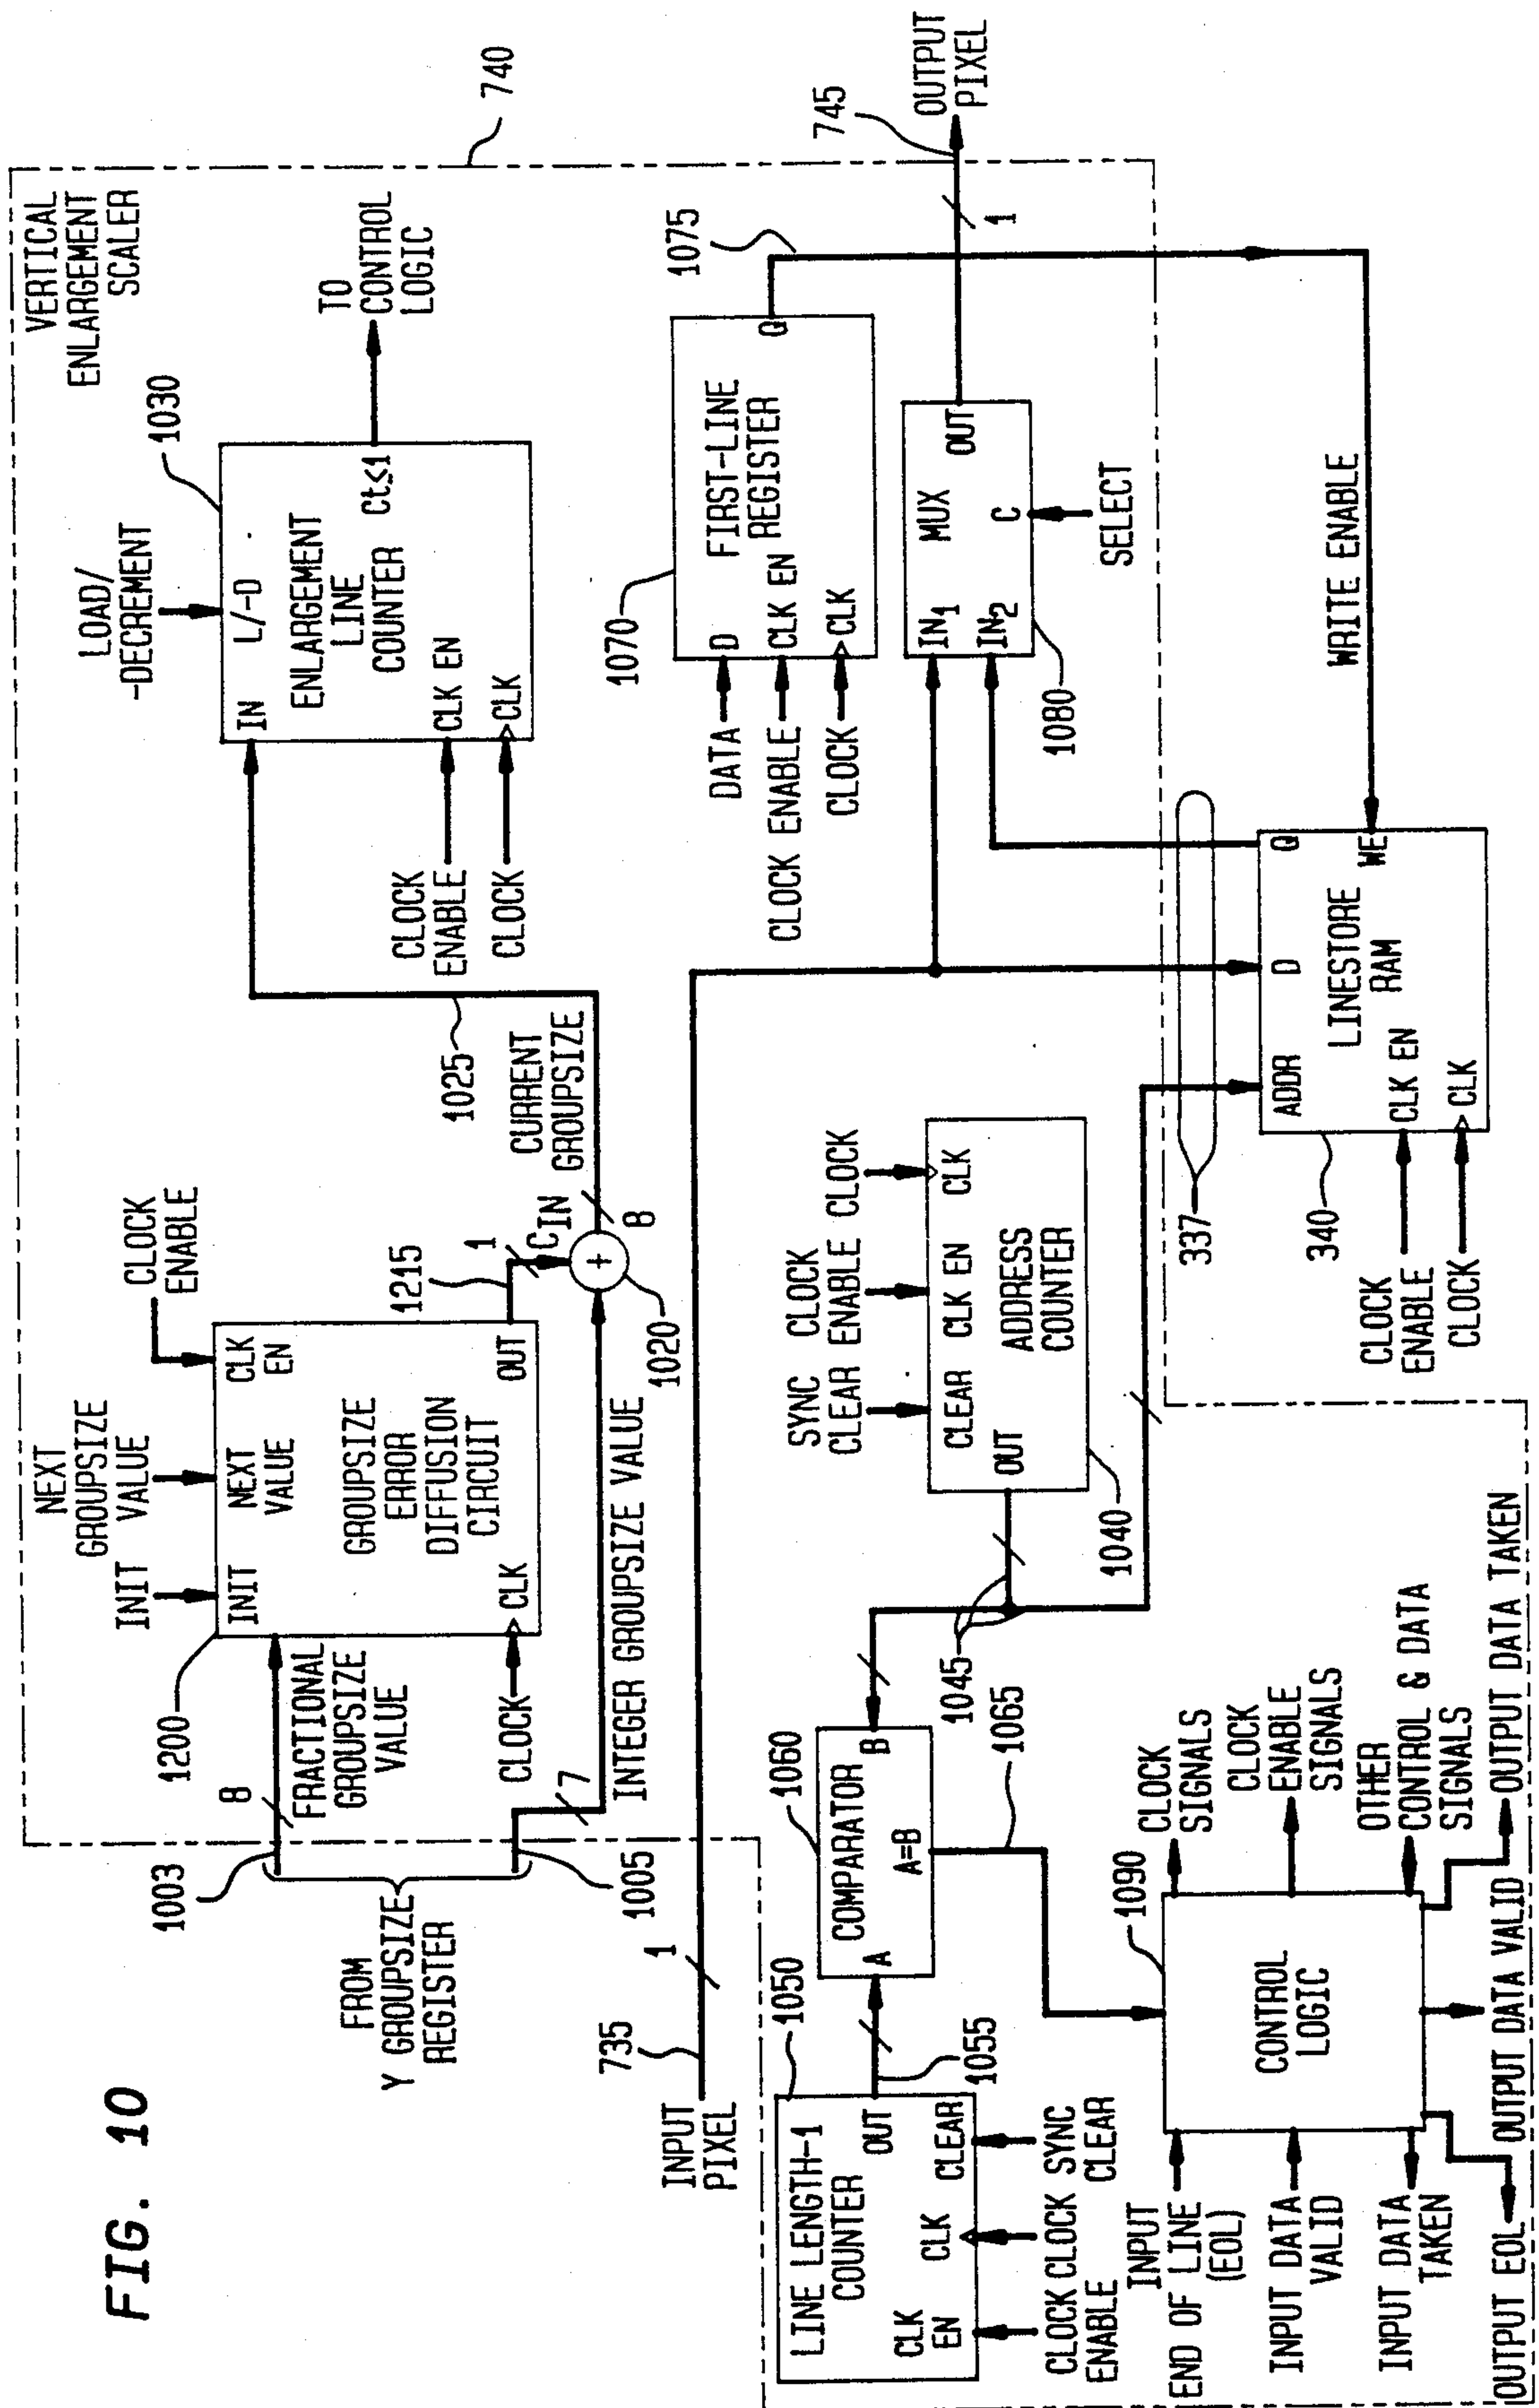 FIG. 10
VERTICAL
ENLARGEMENT
SCALER
740
NEXT
GROUPSIZE
VALUE
INIT
CLOCK
ENABLE
INIT
NEXT
VALUE
CLK
EN
GROUPSIZE
ERROR
DIFFUSION
CIRCUIT
OUT
CLK
1200
8
FRACTIONAL
GROUPSIZE
VALUE
CLOCK
1003
FROM
Y GROUPSIZE
REGISTER
1005
7
INTEGER GROUPSIZE VALUE
1215
1
CIN
1020
8
CURRENT
GROUPSIZE
1025
LOAD/
-DECREMENT
1030
IN
L/-D
ENLARGEMENT
LINE
COUNTER
Ct≤1
CLK EN
CLK
CLOCK
ENABLE
CLOCK
TO
CONTROL
LOGIC
INPUT
PIXEL
735
1
1070
D
FIRST-LINE
REGISTER
CLK EN
CLK
Q
DATA
CLOCK ENABLE
CLOCK
1075
IN1
MUX
OUT
IN2
C
1080
SELECT
745
1
OUTPUT
PIXEL
1050
LINE LENGTH-1
COUNTER
OUT
CLK
EN
CLK
CLEAR
CLOCK
ENABLE
CLOCK
SYNC
CLEAR
1055
1060
COMPARATOR
A
B
A=B
1065
1045
SYNC
CLEAR
CLOCK
ENABLE
CLOCK
CLEAR
CLK EN
CLK
OUT
ADDRESS
COUNTER
1040
337
340
ADDR
D
Q
LINESTORE
RAM
CLK EN
CLK
WE
CLOCK
ENABLE
CLOCK
WRITE ENABLE
1090
CONTROL
LOGIC
INPUT
END OF LINE
(EOL)
INPUT DATA
VALID
INPUT DATA
TAKEN
CLOCK
SIGNALS
CLOCK
ENABLE
SIGNALS
OTHER
CONTROL & DATA
SIGNALS
OUTPUT EOL
OUTPUT DATA VALID
OUTPUT DATA TAKEN